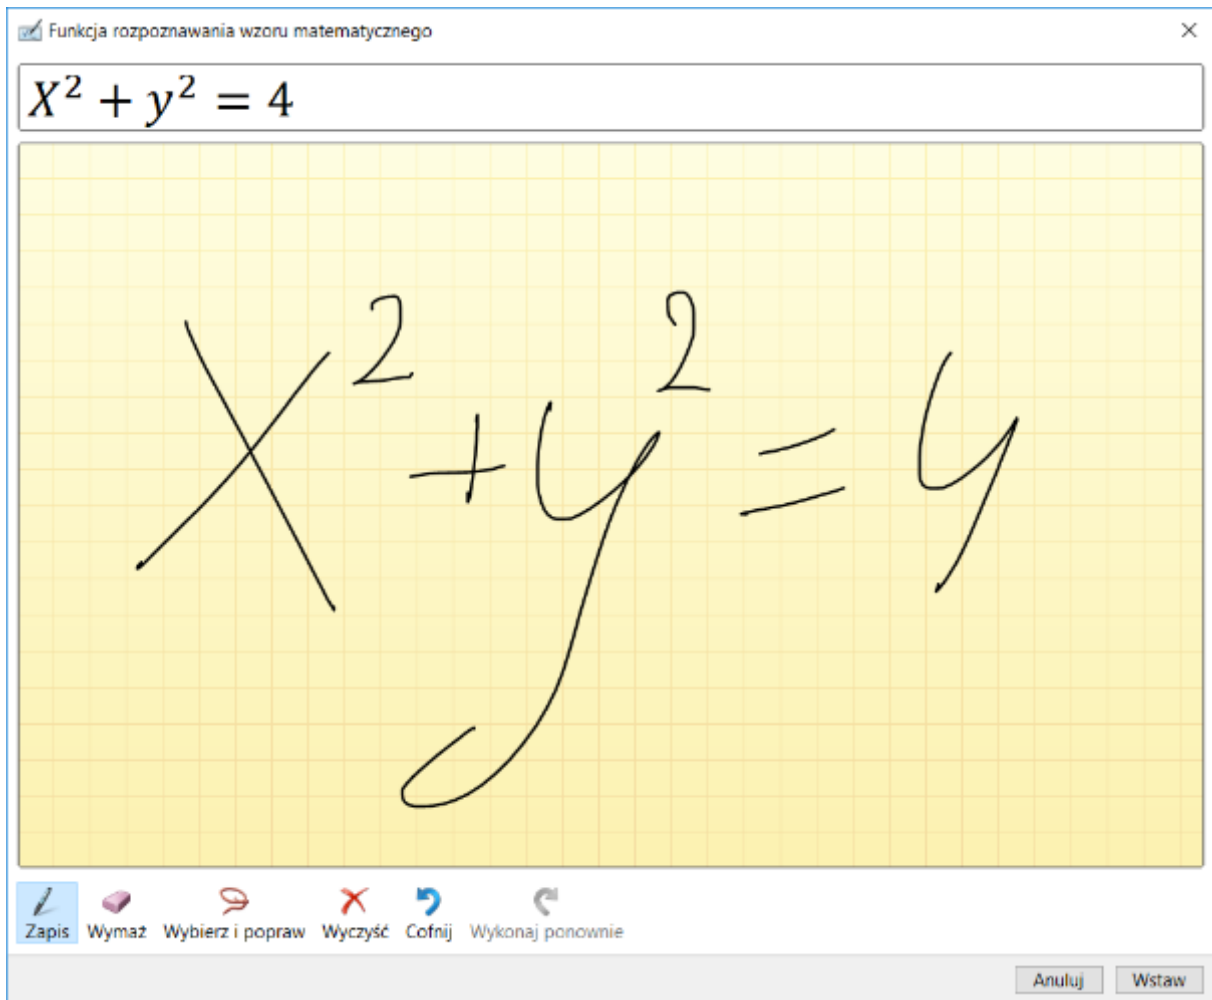 Funkcja rozpoznawania wzoru matematycznego
X² + y² = 4
X² + y² = 4
Zapis Wymaż Wybierz i popraw Wyczyść Cofnij Wykonaj ponownie
Anuluj Wstaw